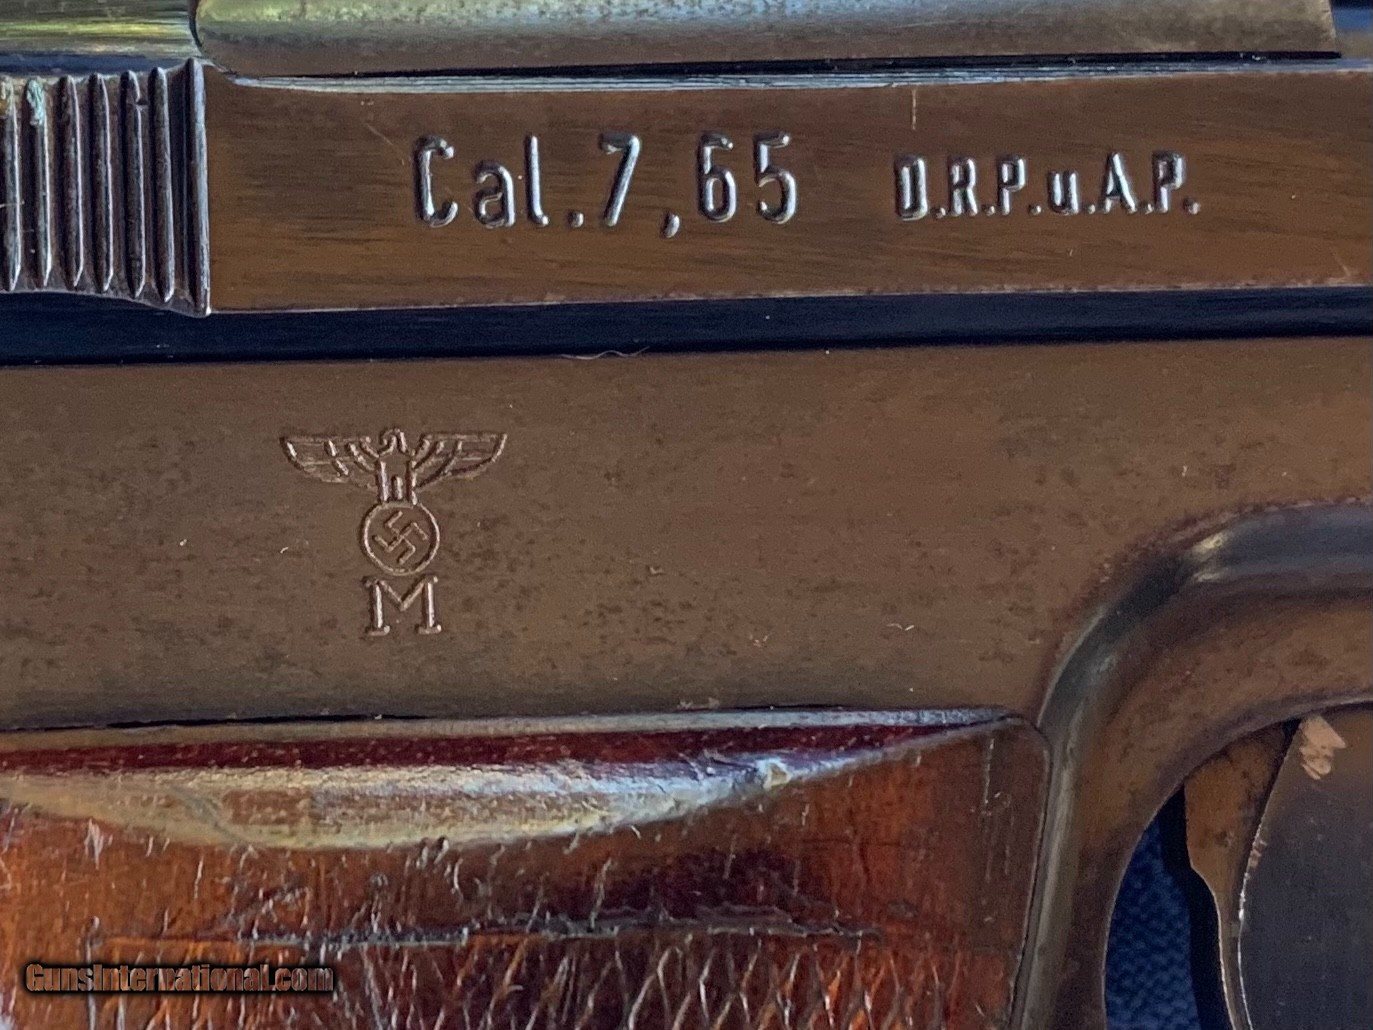 Cal.7,65 D.R.P.u.A.P.
M
GunsInternational.com